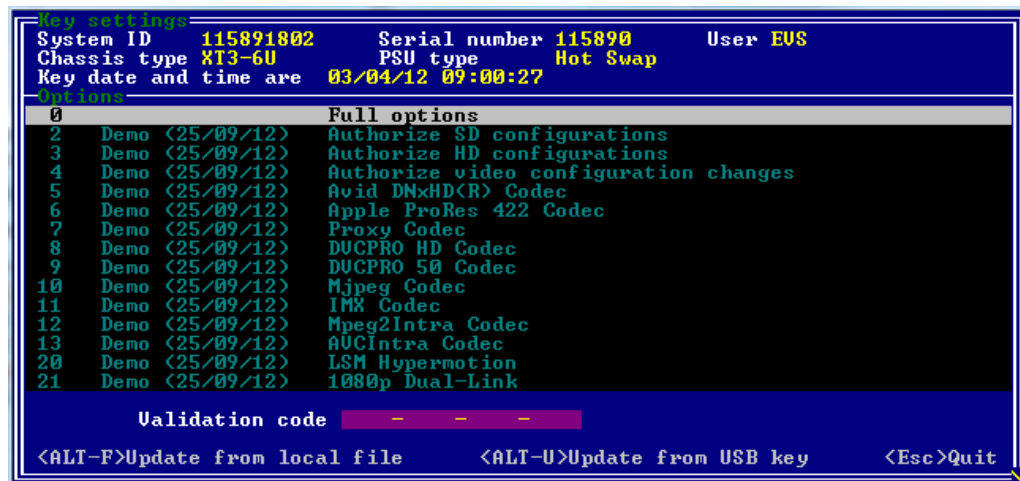 Key settings
System ID 115891802 Serial number 115890 User EVS
Chassis type XT3-6U PSU type Hot Swap
Key date and time are 03/04/12 09:00:27
Options
0 Full options
2 Demo (25/09/12) Authorize SD configurations
3 Demo (25/09/12) Authorize HD configurations
4 Demo (25/09/12) Authorize video configuration changes
5 Demo (25/09/12) Avid DNxHD(R) Codec
6 Demo (25/09/12) Apple ProRes 422 Codec
7 Demo (25/09/12) Proxy Codec
8 Demo (25/09/12) DVCPRO HD Codec
9 Demo (25/09/12) DVCPRO 50 Codec
10 Demo (25/09/12) Mjpeg Codec
11 Demo (25/09/12) IMX Codec
12 Demo (25/09/12) Mpeg2Intra Codec
13 Demo (25/09/12) AVCIntra Codec
20 Demo (25/09/12) LSM Hypermotion
21 Demo (25/09/12) 1080p Dual-Link
Validation code - - -
<ALT-F>Update from local file <ALT-U>Update from USB key <Esc>Quit